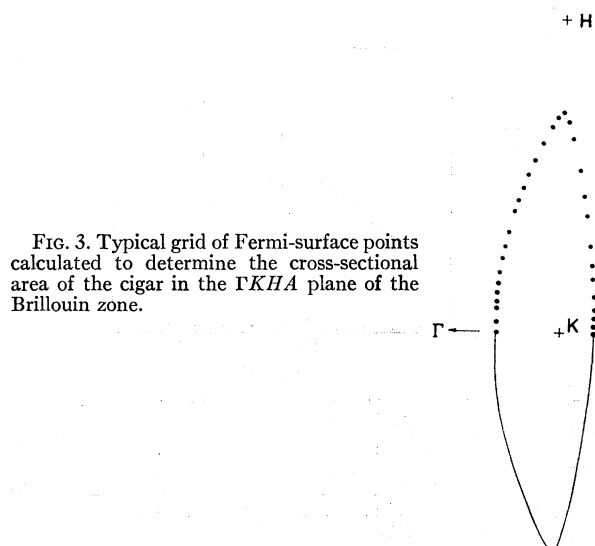 + H
FIG. 3. Typical grid of Fermi-surface points
calculated to determine the cross-sectional
area of the cigar in the ΓKHA plane of the
Brillouin zone.
Γ ← + K